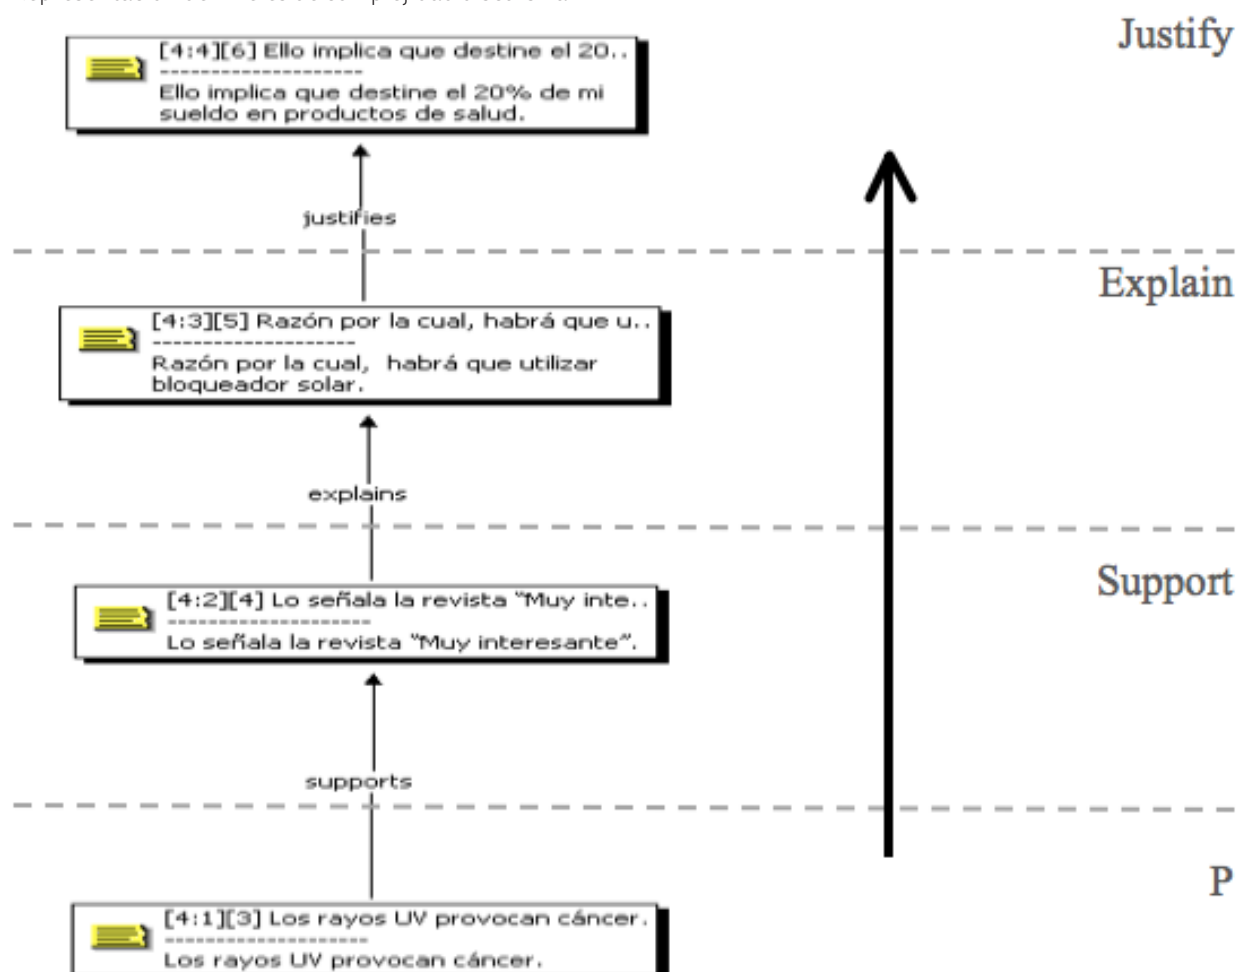 Justify
[4:4][6] Ello implica que destine el 20..
--------------------
Ello implica que destine el 20% de mi
sueldo en productos de salud.
justifies
Explain
[4:3][5] Razón por la cual, habrá que u..
--------------------
Razón por la cual, habrá que utilizar
bloqueador solar.
explains
Support
[4:2][4] Lo señala la revista "Muy inte..
--------------------
Lo señala la revista "Muy interesante".
supports
P
[4:1][3] Los rayos UV provocan cáncer.
--------------------
Los rayos UV provocan cáncer.